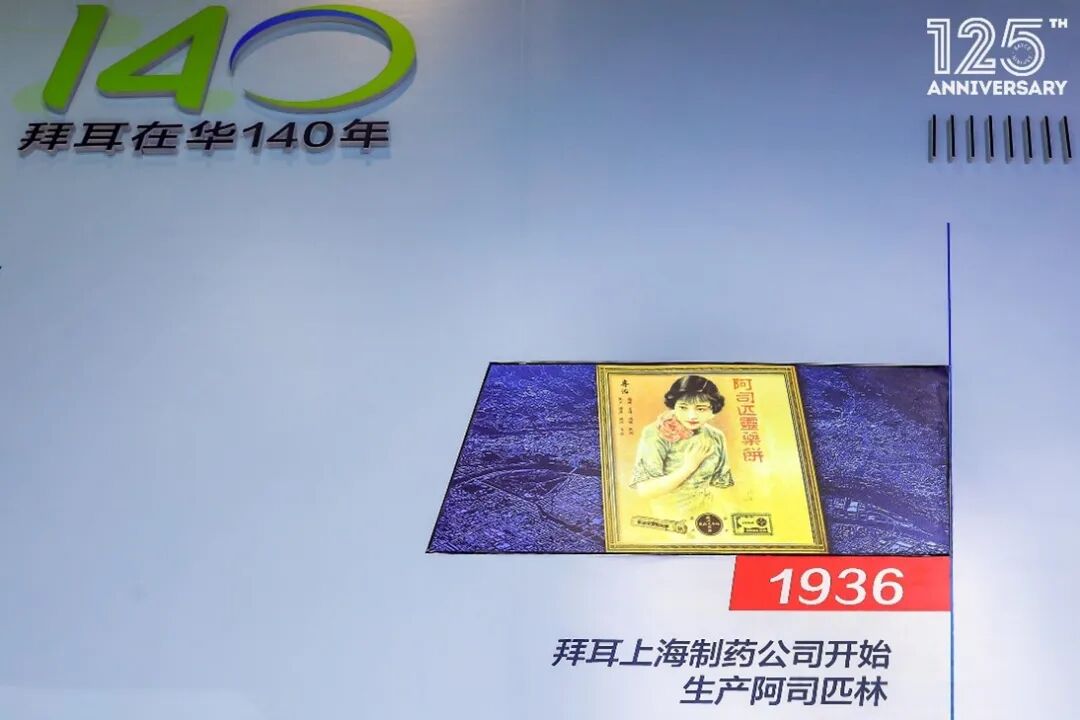 140
拜耳在华140年
125TH
ANNIVERSARY
阿司匹靈藥餅
1936
拜耳上海制药公司开始
生产阿司匹林